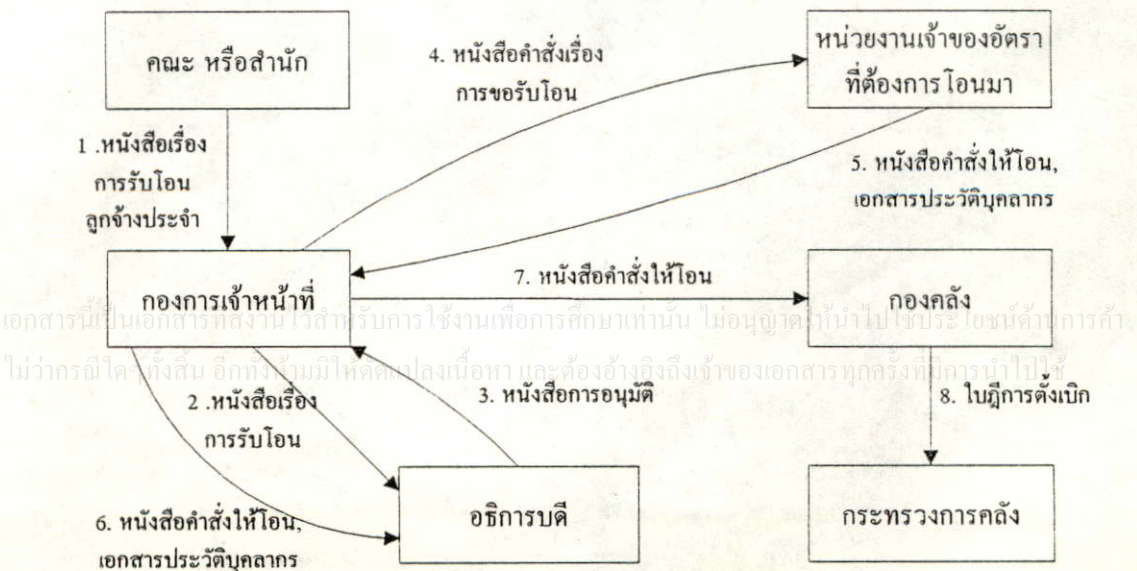 คณะ หรือสำนัก
4. หนังสือคำสั่งเรื่อง
การขอรับโอน
หน่วยงานเจ้าของอัตรา
ที่ต้องการโอนมา
1 .หนังสือเรื่อง
การรับโอน
ลูกจ้างประจำ
5. หนังสือคำสั่งให้โอน,
เอกสารประวัติบุคลากร
กองการเจ้าหน้าที่
7. หนังสือคำสั่งให้โอน
กองคลัง
เอกสารนี้เป็นเอกสารที่สงวนไว้สำหรับการใช้งานเพื่อการศึกษาเท่านั้น ไม่อนุญาตให้นำไปใช้ประโยชน์ด้านการค้า
ไม่ว่ากรณีใดๆทั้งสิ้น อีกทั้งห้ามมิให้ดัดแปลงเนื้อหา และต้องอ้างอิงถึงเจ้าของเอกสารทุกครั้งที่มีการนำไปใช้
2 .หนังสือเรื่อง
การรับโอน
3. หนังสือการอนุมัติ
8. ใบฎีการตั้งเบิก
6. หนังสือคำสั่งให้โอน,
เอกสารประวัติบุคลากร
อธิการบดี
กระทรวงการคลัง